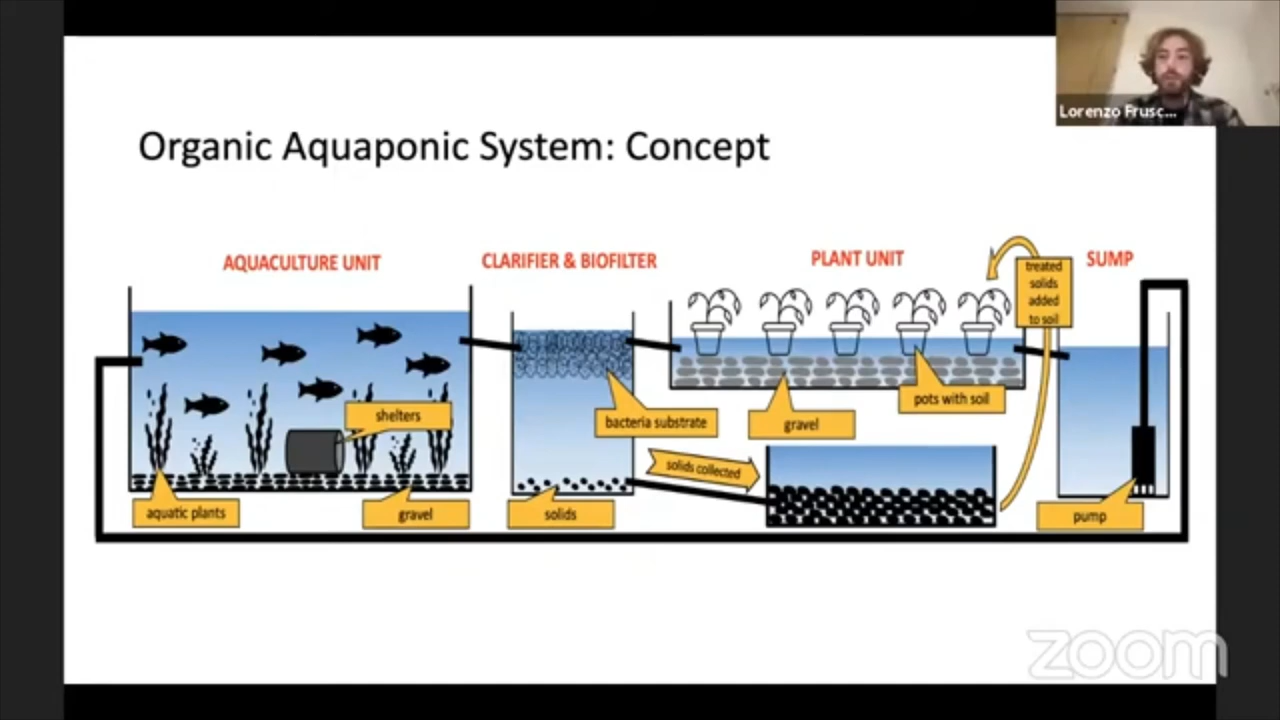 Lorenzo Frusc...
Organic Aquaponic System: Concept
AQUACULTURE UNIT
CLARIFIER & BIOFILTER
PLANT UNIT
SUMP
treated
solids
added
to soil
shelters
pots with soil
bacteria substrate
gravel
solids collected
aquatic plants
gravel
solids
pump
zoom